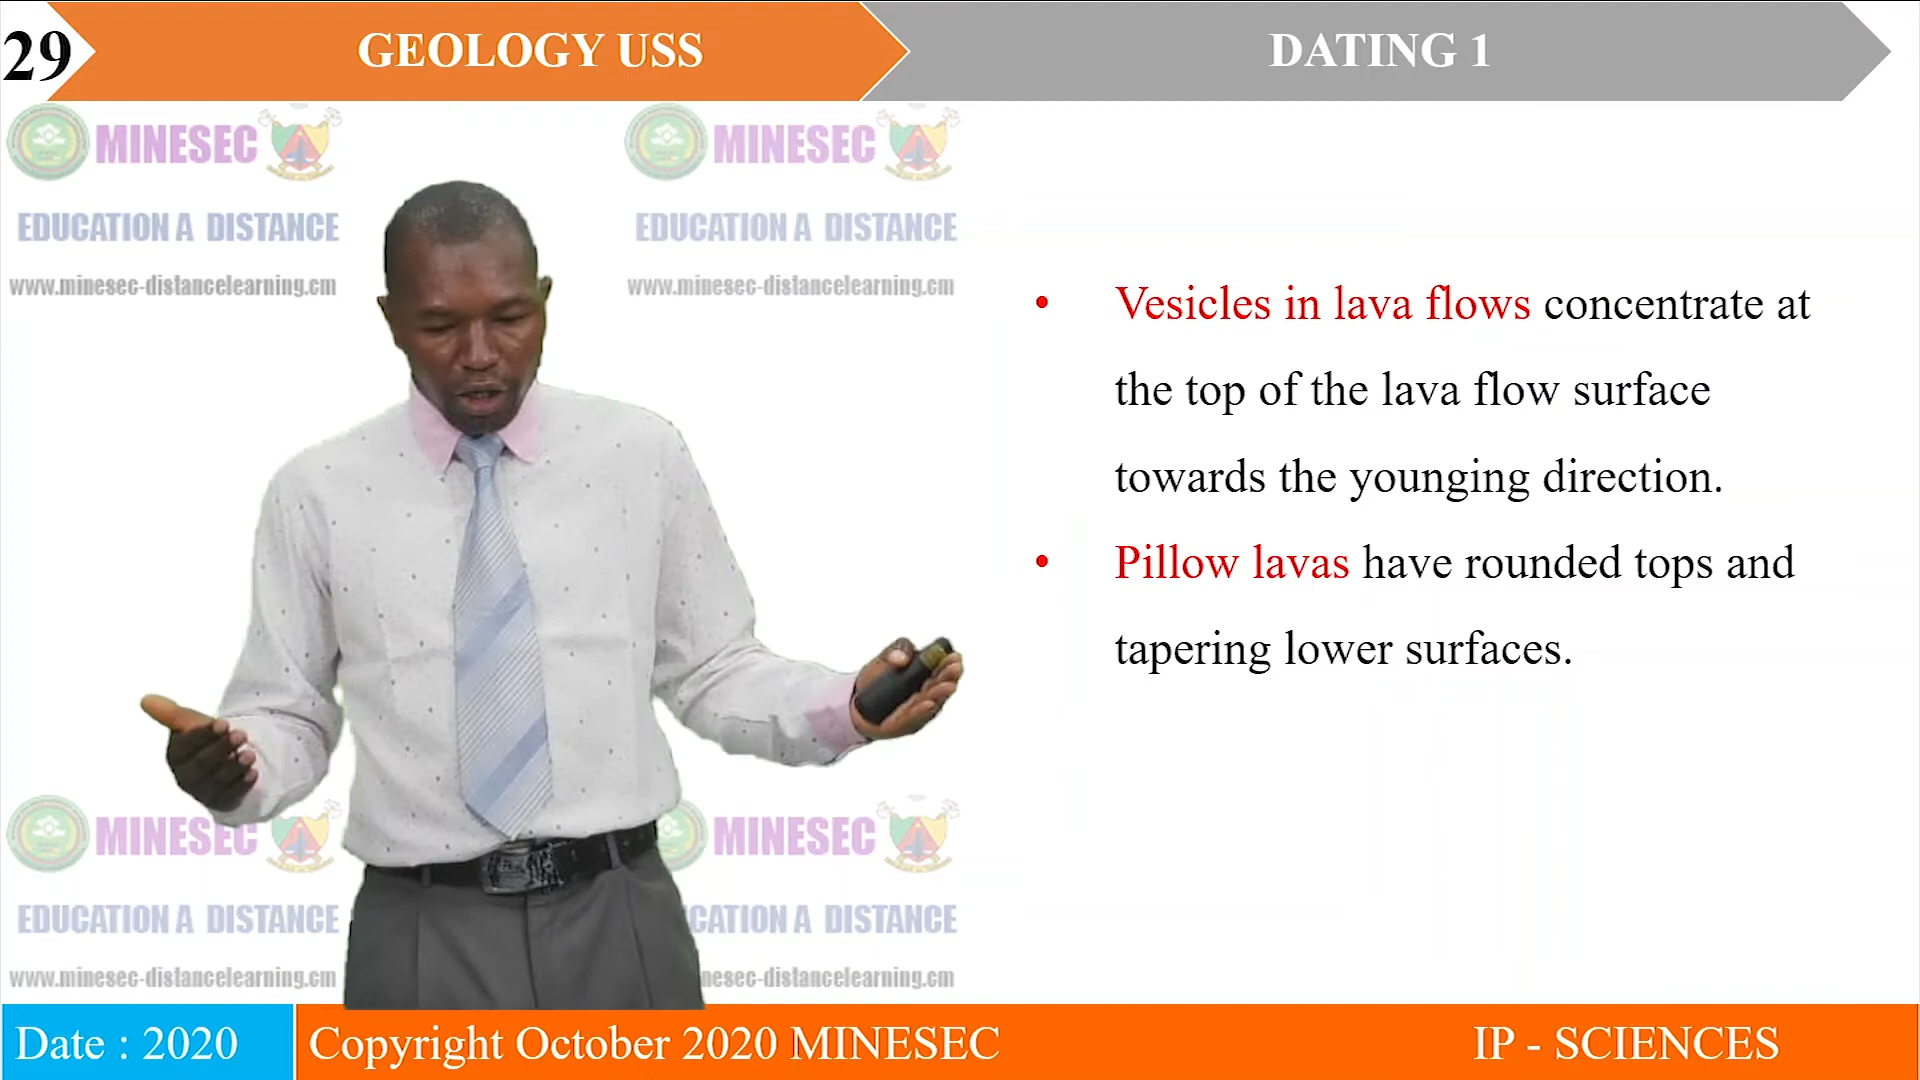 29
GEOLOGY USS
DATING 1
MINESEC
MINESEC
EDUCATION A DISTANCE
EDUCATION A DISTANCE
www.minesec-distancelearning.cm
www.minesec-distancelearning.cm
• Vesicles in lava flows concentrate at
the top of the lava flow surface
towards the younging direction.
• Pillow lavas have rounded tops and
tapering lower surfaces.
MINESEC
MINESEC
EDUCATION A DISTANCE
CATION A DISTANCE
www.minesec-distancelearning.cm
nesec-distancelearning.cm
Date : 2020
Copyright October 2020 MINESEC
IP - SCIENCES